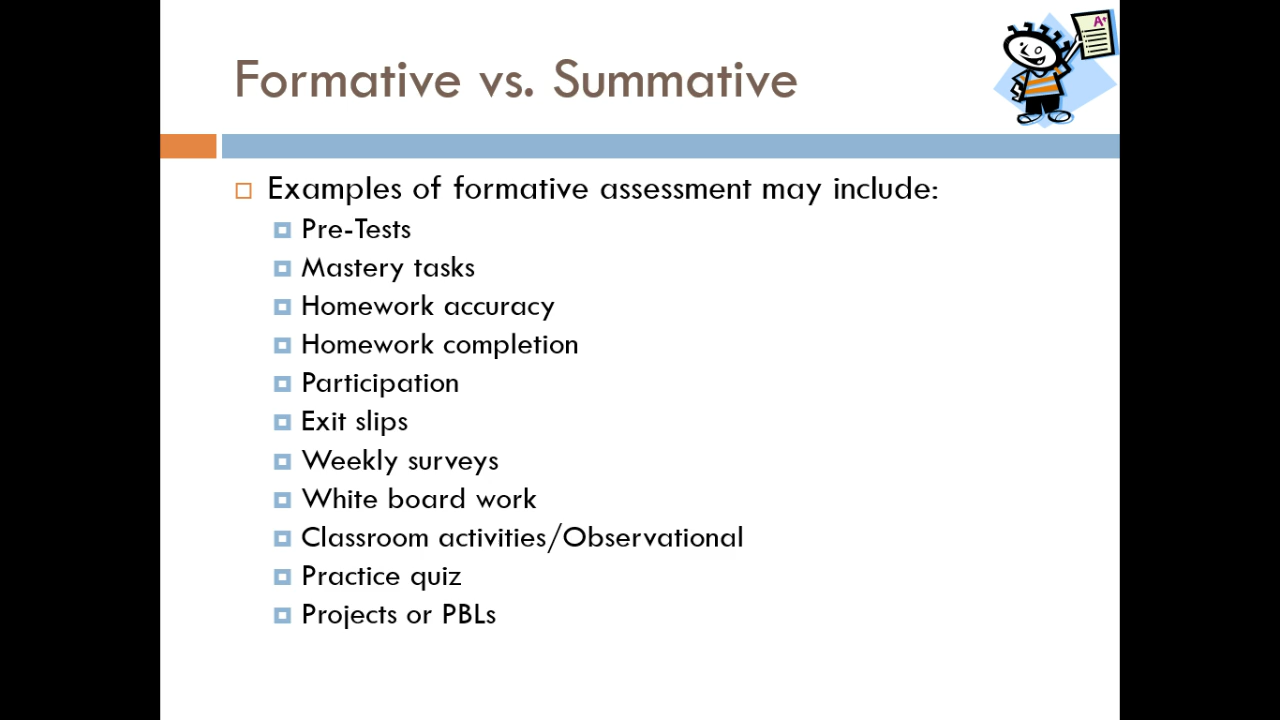 Formative vs. Summative
A+
Examples of formative assessment may include:
Pre-Tests
Mastery tasks
Homework accuracy
Homework completion
Participation
Exit slips
Weekly surveys
White board work
Classroom activities/Observational
Practice quiz
Projects or PBLs